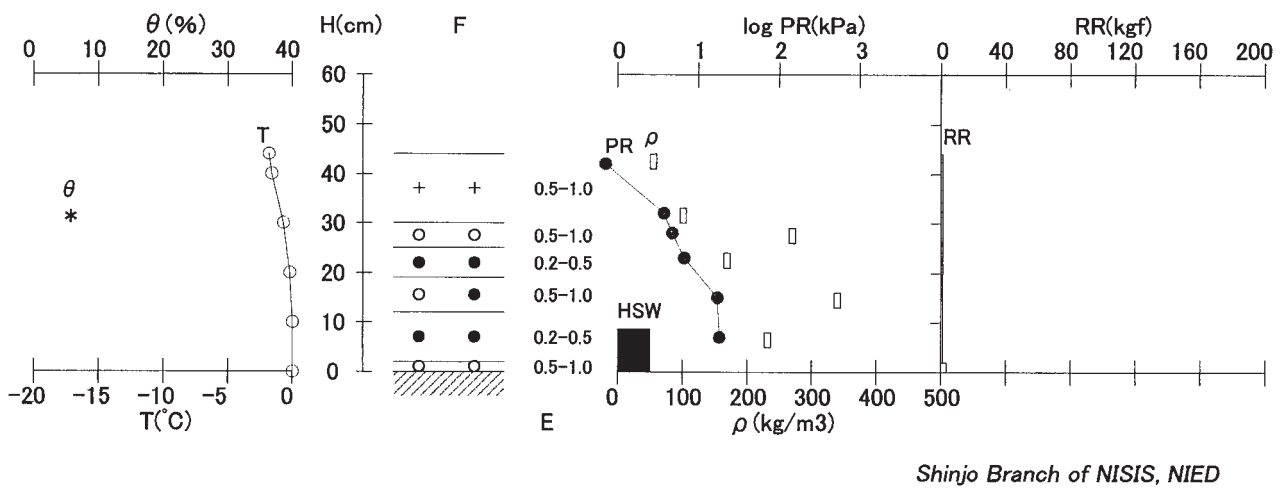 θ(%) H(cm) F log PR(kPa) RR(kgf)
0 10 20 30 40 0 1 2 3 0 40 80 120 160 200
60
50
T PR ρ RR
40
θ + + 0.5-1.0
*
30
0.5-1.0
0.2-0.5
20
0.5-1.0
10 HSW
0.2-0.5
0 0.5-1.0
-20 -15 -10 -5 0 0 100 200 300 400 500
T(°C) E ρ(kg/m3)
Shinjo Branch of NISIS, NIED